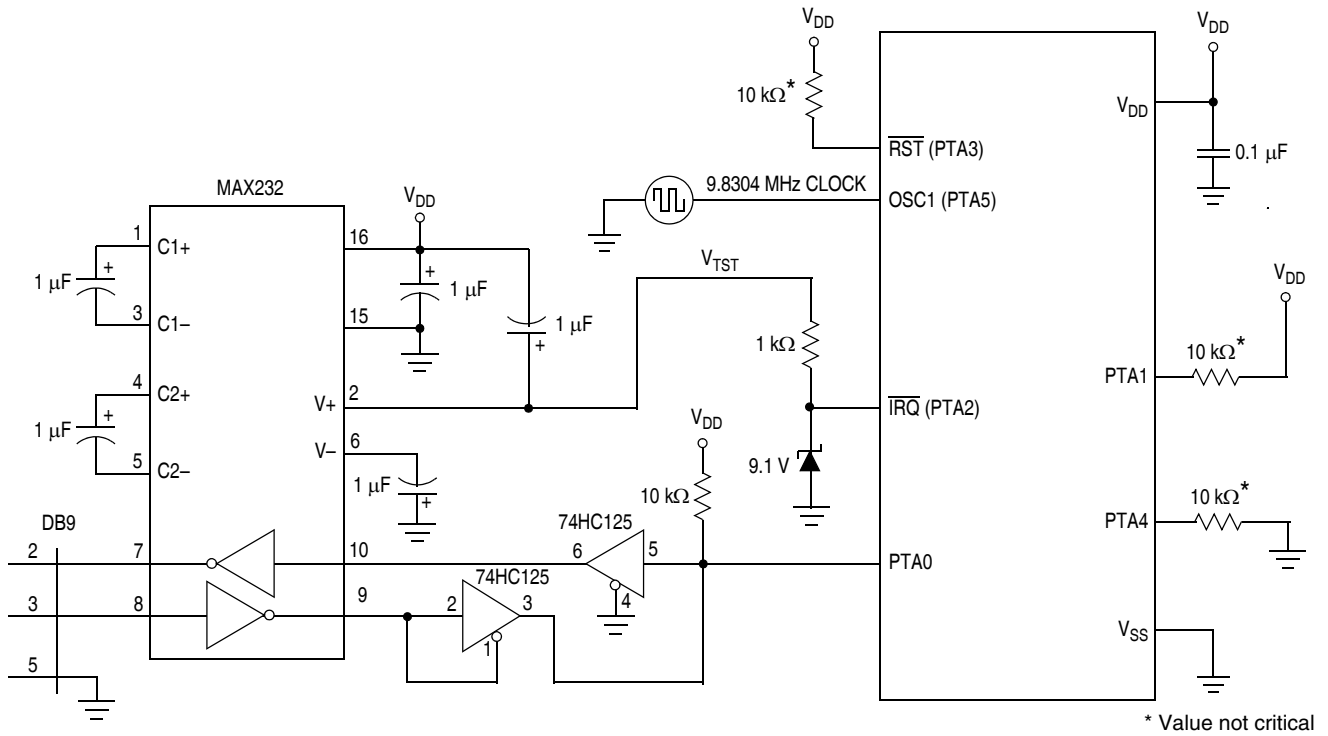 V_DD
10 kΩ*
RST (PTA3)
9.8304 MHz CLOCK
OSC1 (PTA5)
V_DD
V_DD
0.1 µF
MAX232
V_DD
1
C1+
16
+
1 µF
+
1 µF
3
C1–
15
1 µF
+
V_TST
1 kΩ
V_DD
10 kΩ*
PTA1
4
C2+
V+
2
IRQ (PTA2)
+
1 µF
5
C2–
V–
6
1 µF
+
V_DD
10 kΩ
9.1 V
10 kΩ*
PTA4
DB9
2
7
10
74HC125
6
5
4
PTA0
3
8
9
74HC125
2
3
1
5
V_SS
* Value not critical